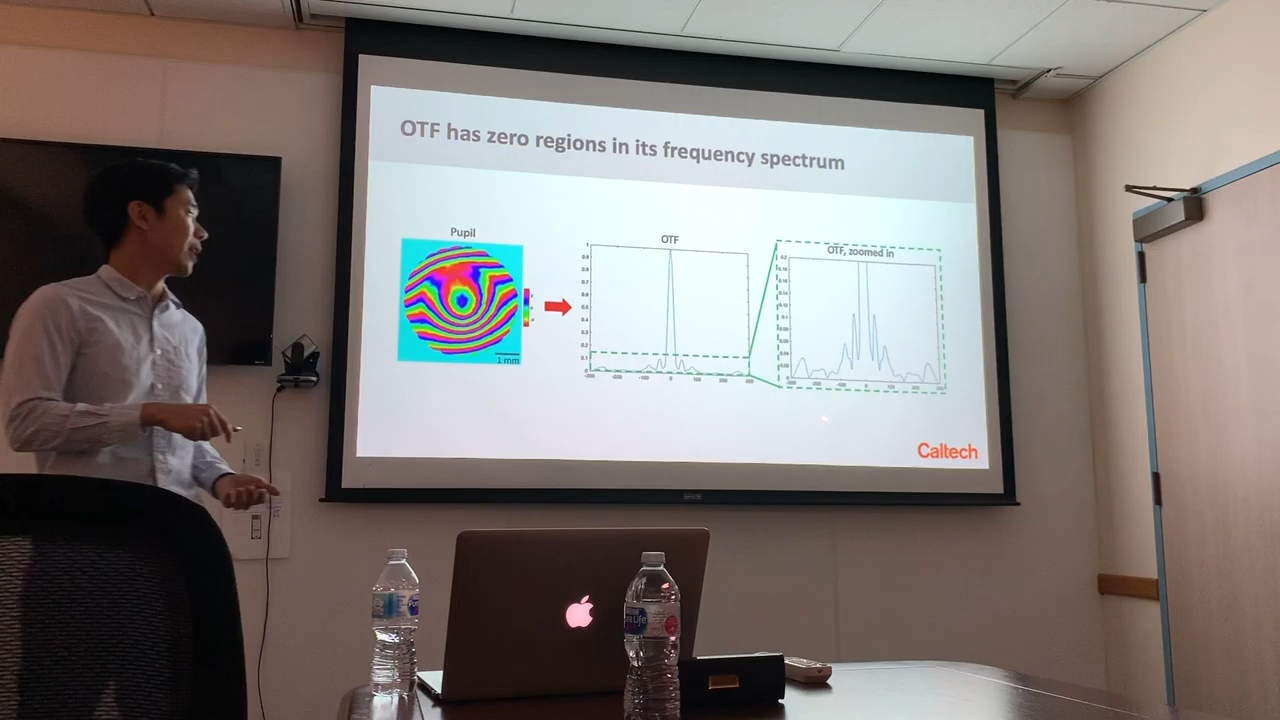 OTF has zero regions in its frequency spectrum
Pupil
1 mm
OTF
OTF, zoomed in
Caltech